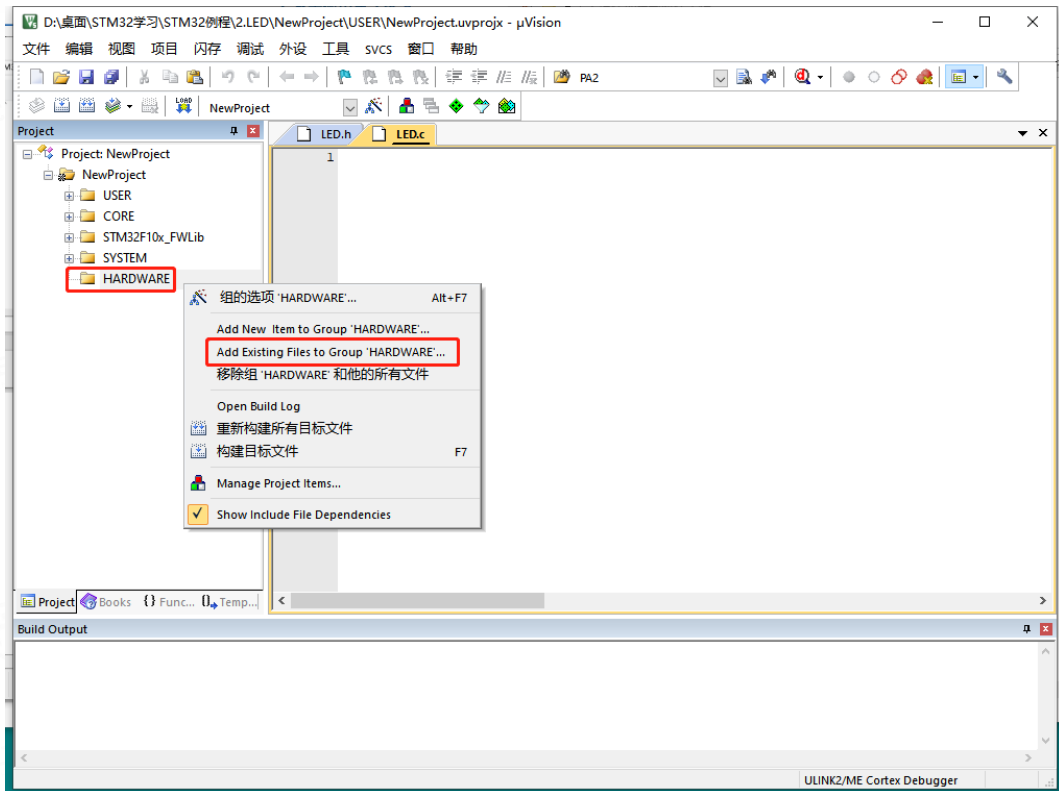 D:\桌面\STM32学习\STM32例程\2.LED\NewProject\USER\NewProject.uvprojx - µVision
文件 编辑 视图 项目 闪存 调试 外设 工具 SVCS 窗口 帮助
PA2
LOAD NewProject
Project
LED.h LED.c
Project: NewProject
1
NewProject
USER
CORE
STM32F10x_FWLib
SYSTEM
HARDWARE
组的选项 'HARDWARE'... Alt+F7
Add New Item to Group 'HARDWARE'...
Add Existing Files to Group 'HARDWARE'...
移除组 'HARDWARE' 和他的所有文件
Open Build Log
重新构建所有目标文件
构建目标文件 F7
Manage Project Items...
Show Include File Dependencies
Project Books {} Func... 0 Temp...
Build Output
ULINK2/ME Cortex Debugger